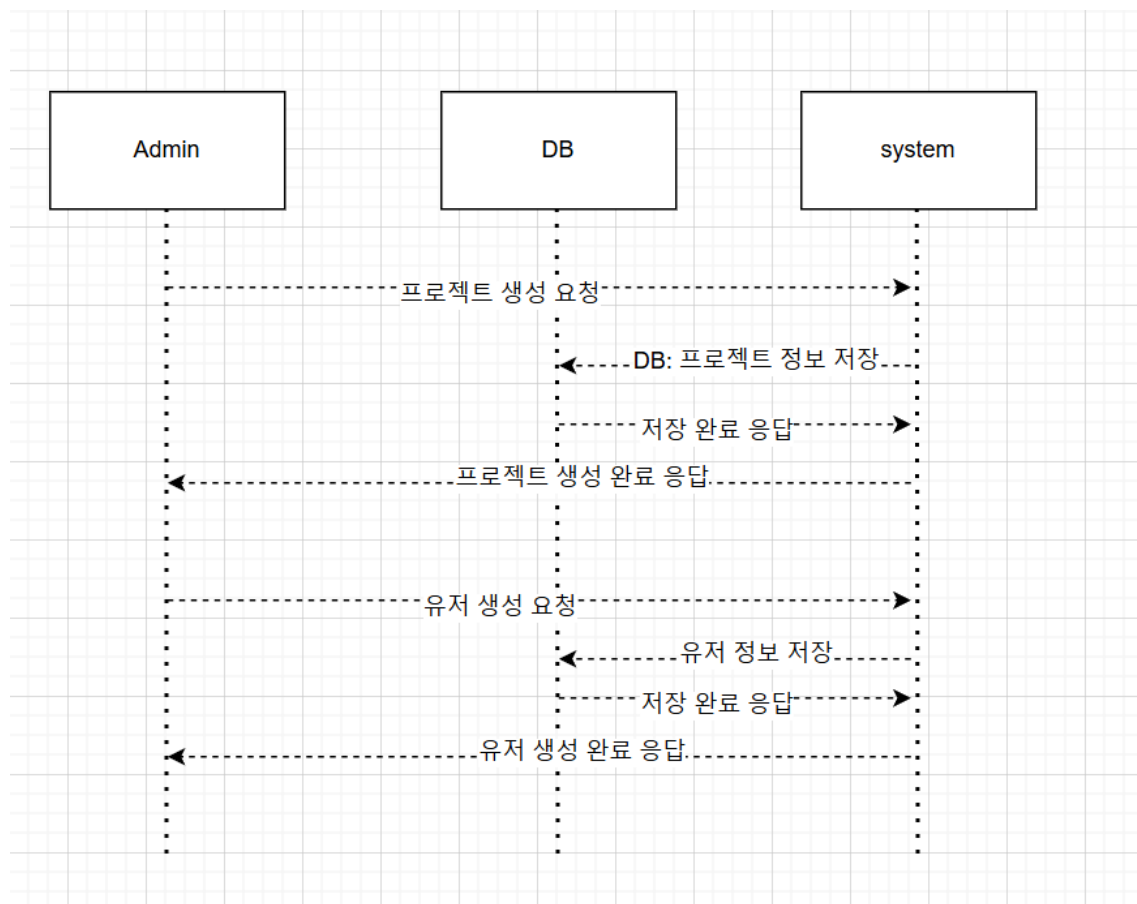 Admin
DB
system
프로젝트 생성 요청
DB: 프로젝트 정보 저장
저장 완료 응답
프로젝트 생성 완료 응답
유저 생성 요청
유저 정보 저장
저장 완료 응답
유저 생성 완료 응답